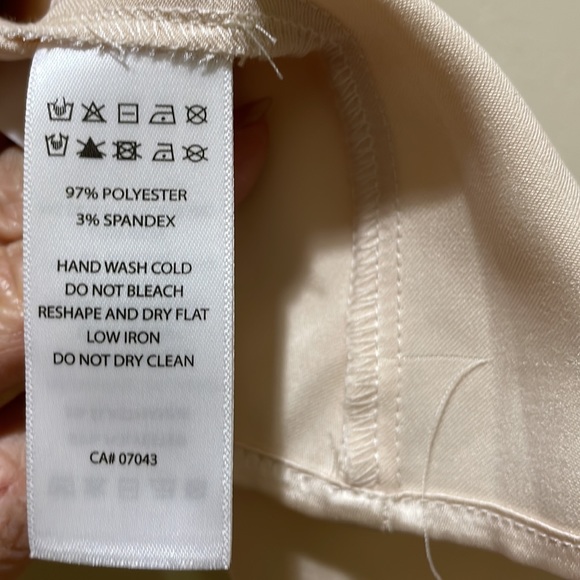 97% POLYESTER
3% SPANDEX
HAND WASH COLD
DO NOT BLEACH
RESHAPE AND DRY FLAT
LOW IRON
DO NOT DRY CLEAN
CA# 07043